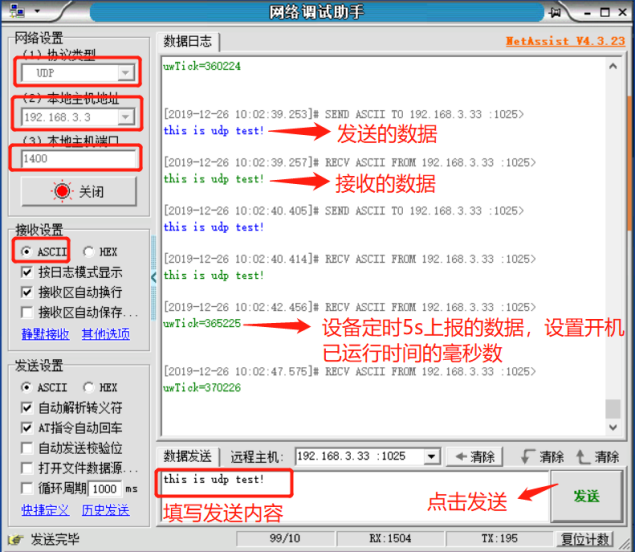 网络调试助手
网络设置
(1) 协议类型
UDP
(2) 本地主机地址
192.168.3.3
(3) 本地主机端口
1400
关闭
接收设置
ASCII HEX
按日志模式显示
接收区自动换行
接收区自动保存...
静默接收 其他选项
发送设置
ASCII HEX
自动解析转义符
AT指令自动回车
自动发送校验位
打开文件数据源...
循环周期 1000 ms
快捷定义 历史发送
数据日志 NetAssist V4.3.23
uwTick=360224
[2019-12-26 10:02:39.253]# SEND ASCII TO 192.168.3.33 :1025>
this is udp test! 发送的数据
[2019-12-26 10:02:39.257]# RECV ASCII FROM 192.168.3.33 :1025>
this is udp test! 接收的数据
[2019-12-26 10:02:40.405]# SEND ASCII TO 192.168.3.33 :1025>
this is udp test!
[2019-12-26 10:02:40.414]# RECV ASCII FROM 192.168.3.33 :1025>
this is udp test!
[2019-12-26 10:02:42.456]# RECV ASCII FROM 192.168.3.33 :1025>
uwTick=365225 设备定时5s上报的数据，设置开机
已运行时间的毫秒数
[2019-12-26 10:02:47.575]# RECV ASCII FROM 192.168.3.33 :1025>
uwTick=370226
数据发送 远程主机: 192.168.3.33 :1025 清除 清除 清除
this is udp test!
填写发送内容 点击发送 发送
发送完毕 99/10 RX:1504 TX:195 复位计数